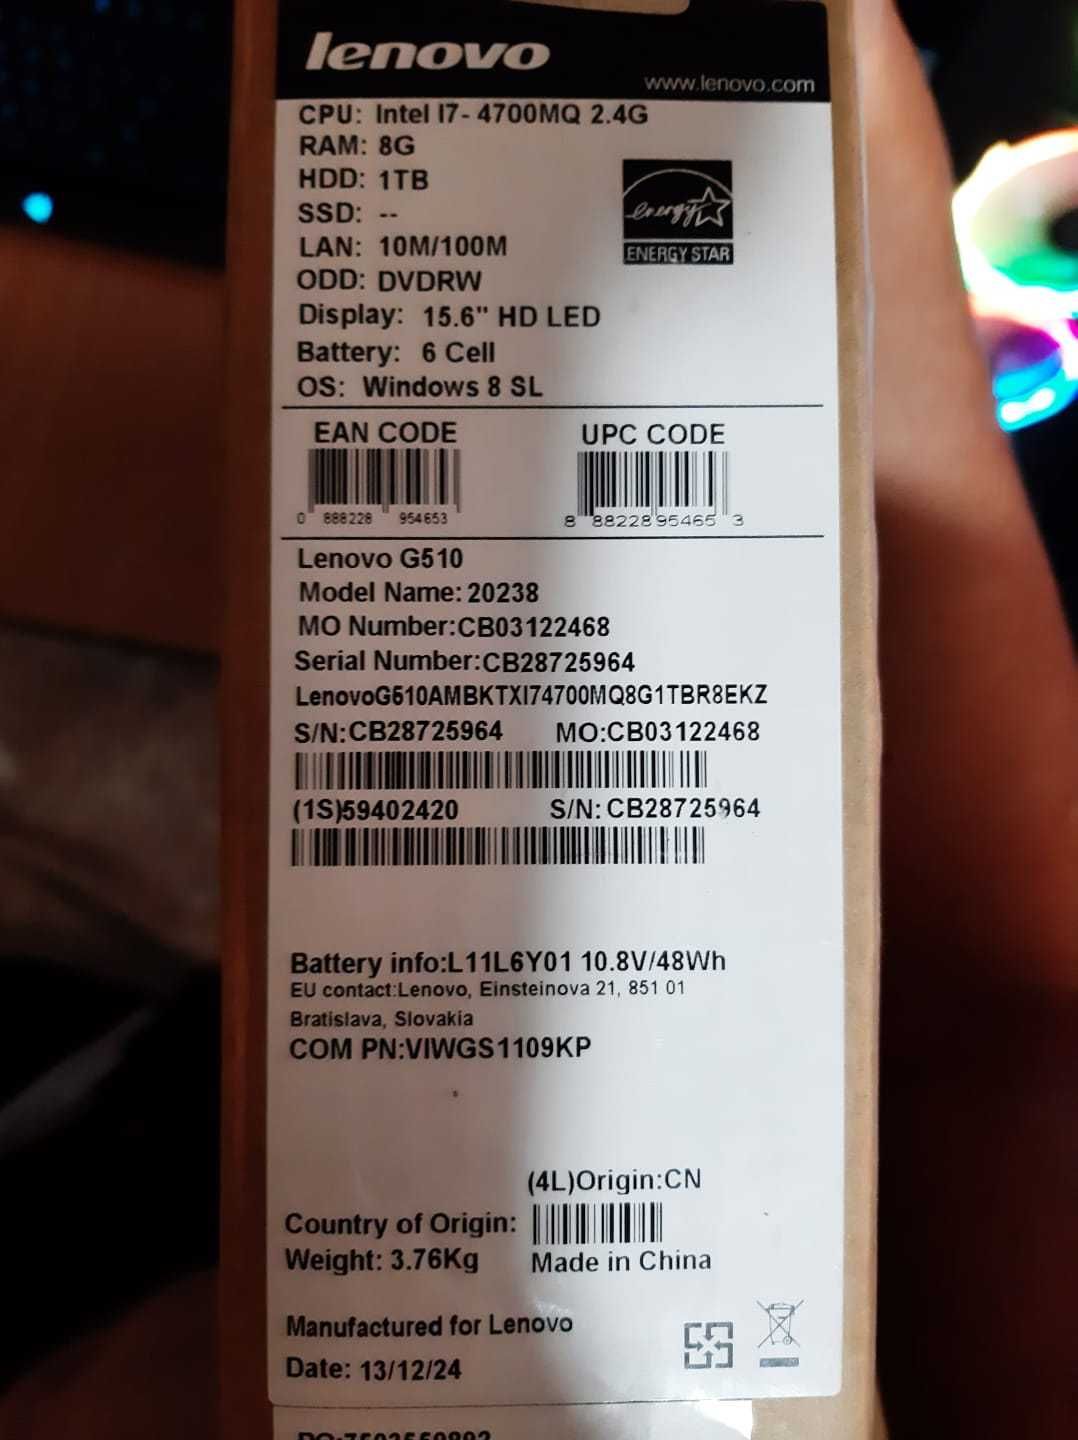 lenovo
www.lenovo.com
CPU: Intel I7- 4700MQ 2.4G
RAM: 8G
HDD: 1TB
SSD: --
LAN: 10M/100M
ODD: DVDRW
Display: 15.6" HD LED
Battery: 6 Cell
OS: Windows 8 SL
energy
ENERGY STAR
EAN CODE UPC CODE
0 888228 954653 8 88228 95465 3
Lenovo G510
Model Name: 20238
MO Number:CB03122468
Serial Number:CB28725964
LenovoG510AMBKTXI74700MQ8G1TBR8EKZ
S/N:CB28725964 MO:CB03122468
(1S)59402420 S/N: CB28725964
Battery info:L11L6Y01 10.8V/48Wh
EU contact:Lenovo, Einsteinova 21, 851 01
Bratislava, Slovakia
COM PN:VIWGS1109KP
(4L)Origin:CN
Country of Origin:
Weight: 3.76Kg Made in China
Manufactured for Lenovo
Date: 13/12/24